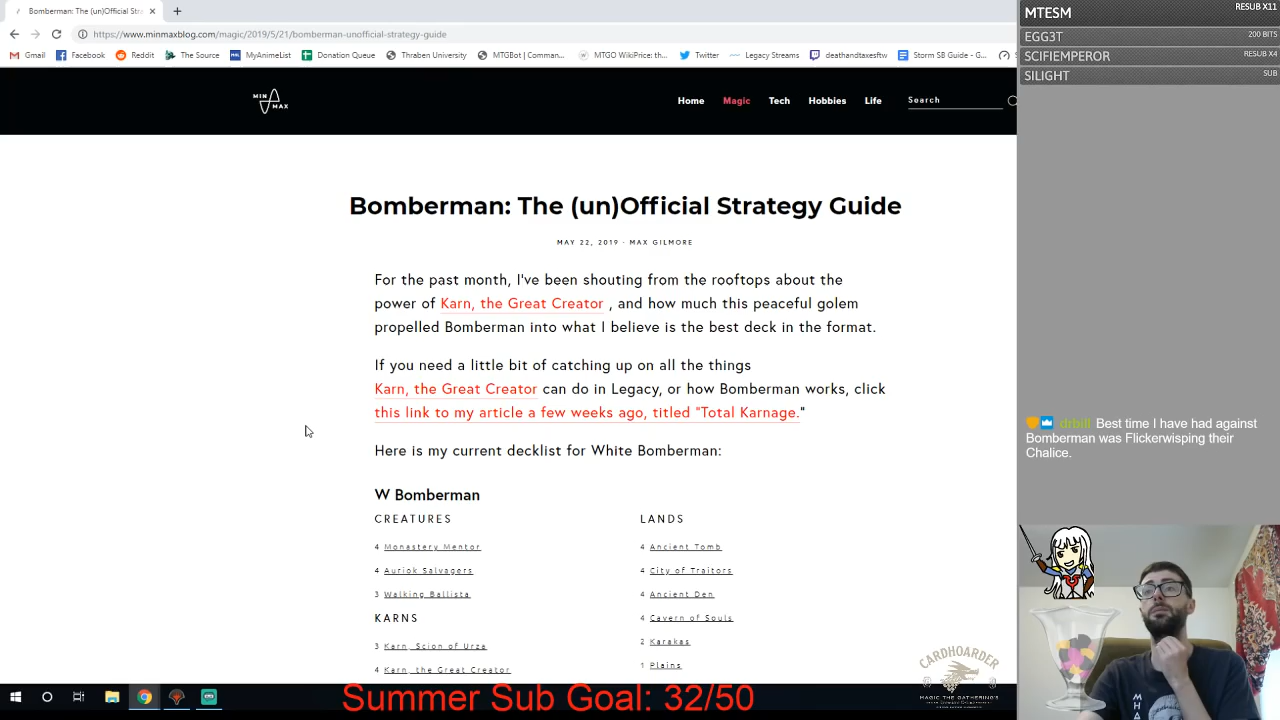 Bomberman: The (un)Official Stra
https://www.minmaxblog.com/magic/2019/5/21/bomberman-unofficial-strategy-guide
Gmail Facebook Reddit The Source MyAnimeList Donation Queue Thraben University MTGBot | Comman... MTGO WikiPrice: th... Twitter Legacy Streams deathandtaxesftw Storm SB Guide - G...
MIN MAX
Home Magic Tech Hobbies Life Search
Bomberman: The (un)Official Strategy Guide
MAY 22, 2019 · MAX GILMORE
For the past month, I've been shouting from the rooftops about the
power of Karn, the Great Creator , and how much this peaceful golem
propelled Bomberman into what I believe is the best deck in the format.
If you need a little bit of catching up on all the things
Karn, the Great Creator can do in Legacy, or how Bomberman works, click
this link to my article a few weeks ago, titled "Total Karnage."
Here is my current decklist for White Bomberman:
W Bomberman
CREATURES
4 Monastery Mentor
4 Auriok Salvagers
3 Walking Ballista
KARNS
3 Karn, Scion of Urza
4 Karn, the Great Creator
LANDS
4 Ancient Tomb
4 City of Traitors
4 Ancient Den
4 Cavern of Souls
2 Karakas
1 Plains
Summer Sub Goal: 32/50
MTESM RESUB X11
EGG3T 200 BITS
SCIFIEMPEROR RESUB X4
SILIGHT SUB
drbill Best time I have had against
Bomberman was Flickerwisping their
Chalice.
CARDHOARDER
MAGIC THE GATHERING'S